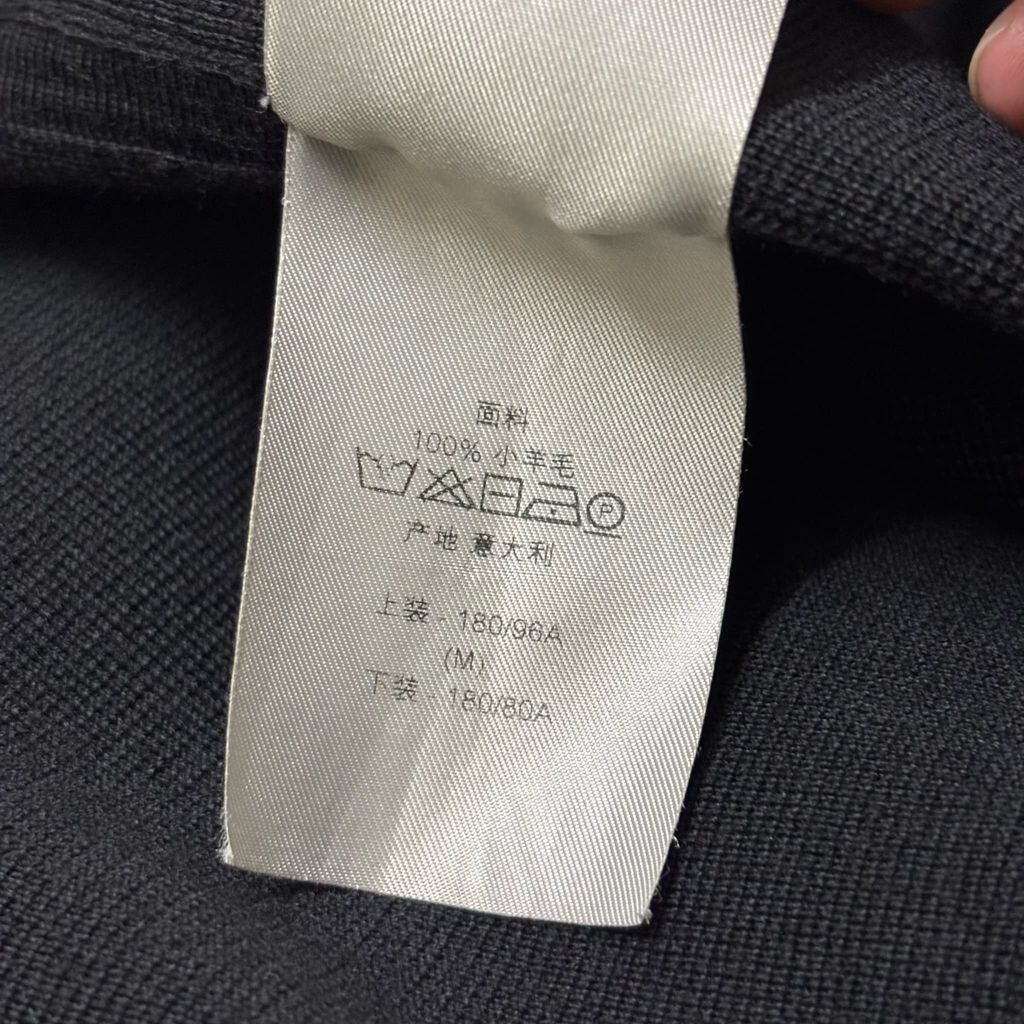 面料
100% 小羊毛
P
产地 意大利
上装 - 180/96A
(M)
下装 - 180/80A